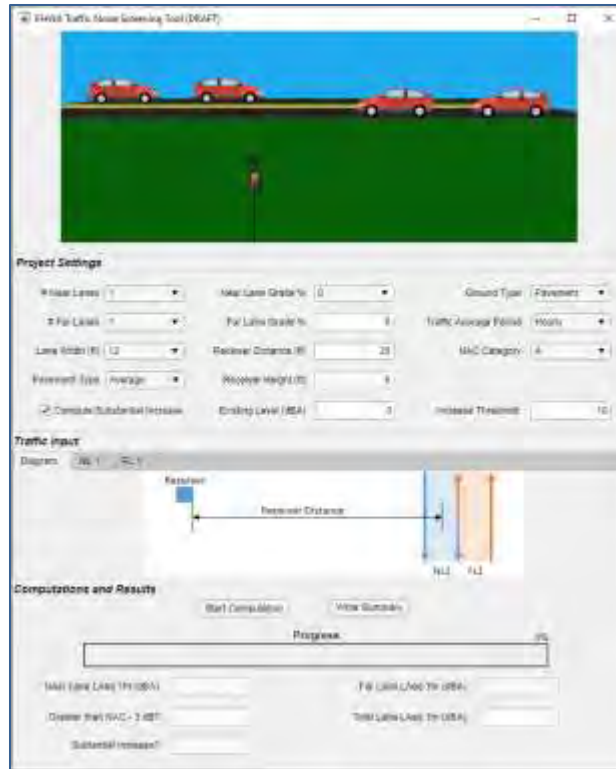 FHWA Traffic Noise Screening Tool (DRAFT)
Project Settings
# Near Lanes 1 Near Lane Grade % 0 Ground Type Pavement
# Far Lanes 1 Far Lane Grade % 0 Traffic Average Period Hourly
Lane Width (ft) 12 Receiver Distance (ft) 25 NAC Category A
Pavement Type Average Receiver Height (ft) 5
Compute Substantial Increase Existing Level (dBA) 0 Increase Threshold 10
Traffic Input
Diagram NL 1 FL 1
Receiver
Receiver Distance
NL1 FL1
Computations and Results
Start Computation Write Summary
Progress 0%
Near Lane LAeq 1hr (dBA) Far Lane LAeq 1hr (dBA)
Greater than NAC - 3 dB? Total Lane LAeq 1hr (dBA)
Substantial Increase?